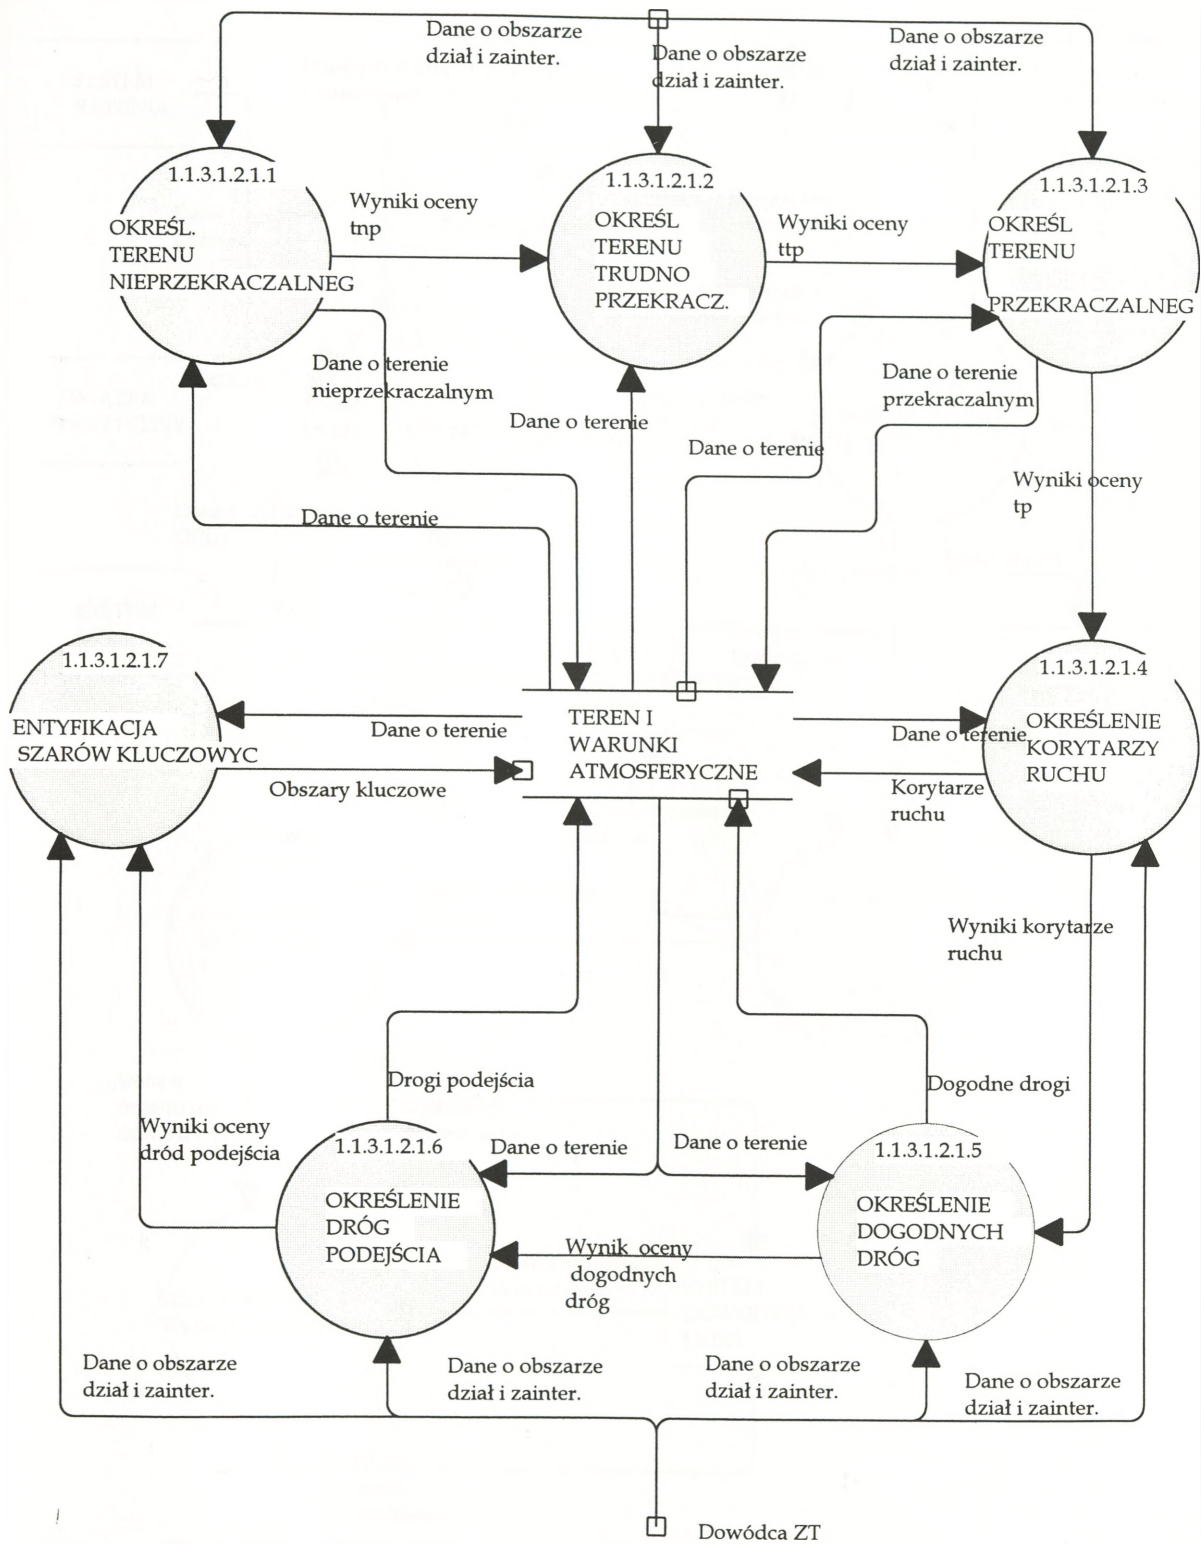 Dane o obszarze
dział i zainter.
Dane o obszarze
dział i zainter.
Dane o obszarze
dział i zainter.
1.1.3.1.2.1.1
OKREŚL.
TERENU
NIEPRZEKRACZALNEG
Wyniki oceny
tnp
1.1.3.1.2.1.2
OKREŚL
TERENU
TRUDNO
PRZEKRACZ.
Wyniki oceny
ttp
1.1.3.1.2.1.3
OKREŚL
TERENU
PRZEKRACZALNEG
Dane o terenie
nieprzekraczalnym
Dane o terenie
Dane o terenie
Dane o terenie
przekraczalnym
Dane o terenie
Wyniki oceny
tp
1.1.3.1.2.1.7
ENTYFIKACJA
SZARÓW KLUCZOWYC
Dane o terenie
Obszary kluczowe
TEREN I
WARUNKI
ATMOSFERYCZNE
Dane o terenie
Korytarze
ruchu
1.1.3.1.2.1.4
OKREŚLENIE
KORYTARZY
RUCHU
Wyniki korytarze
ruchu
Drogi podejścia
Dogodne drogi
Wyniki oceny
dród podejścia
1.1.3.1.2.1.6
OKREŚLENIE
DRÓG
PODEJŚCIA
Dane o terenie
Dane o terenie
1.1.3.1.2.1.5
OKREŚLENIE
DOGODNYCH
DRÓG
Wynik oceny
dogodnych
dróg
Dane o obszarze
dział i zainter.
Dane o obszarze
dział i zainter.
Dane o obszarze
dział i zainter.
Dane o obszarze
dział i zainter.
Dowódca ZT